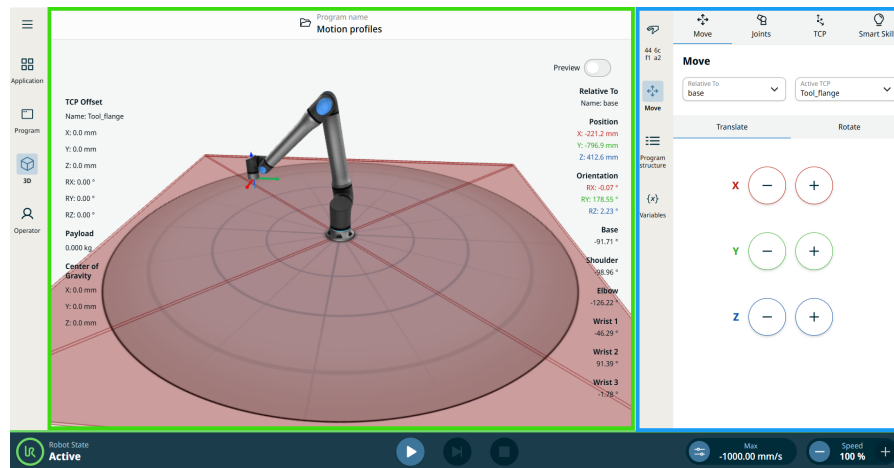 Program name
Motion profiles
Application
Program
3D
Operator
Preview
TCP Offset
Name: Tool_flange
X: 0.0 mm
Y: 0.0 mm
Z: 0.0 mm
RX: 0.00 °
RY: 0.00 °
RZ: 0.00 °
Payload
0.000 kg
Center of
Gravity
X: 0.0 mm
Y: 0.0 mm
Z: 0.0 mm
Relative To
Name: base
Position
X: -221.2 mm
Y: -796.9 mm
Z: 412.6 mm
Orientation
RX: -0.07 °
RY: 178.55 °
RZ: 2.23 °
Base
-91.71 °
Shoulder
-98.96 °
Elbow
-126.22 °
Wrist 1
-46.29 °
Wrist 2
91.39 °
Wrist 3
-1.78 °
44 6c
f1 a2
Move
Program
structure
{x}
Variables
Move
Joints
TCP
Smart Skill
Move
Relative To
base
Active TCP
Tool_flange
Translate
Rotate
X − +
Y − +
Z − +
UR
Robot State
Active
Max
-1000.00 mm/s
−
Speed
100 %
+